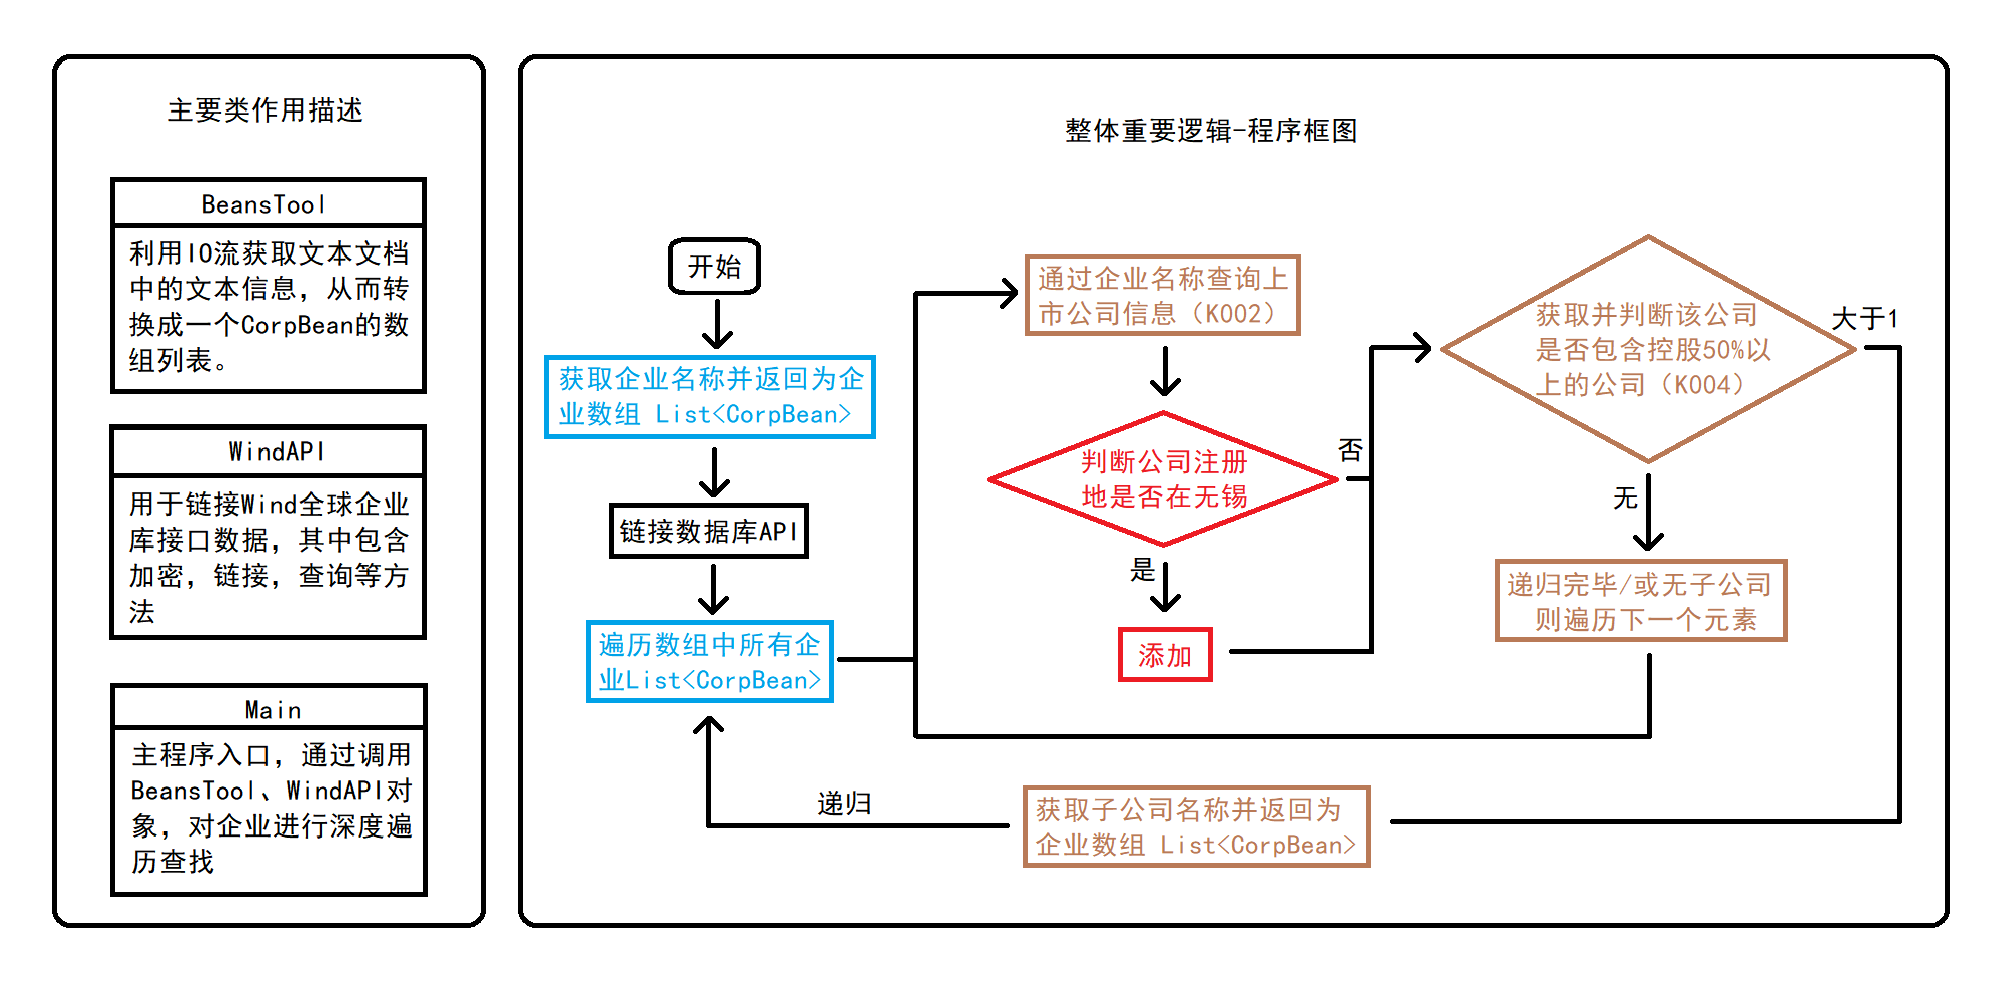 主要类作用描述
BeansTool
利用IO流获取文本文档
中的文本信息，从而转
换成一个CorpBean的数
组列表。
WindAPI
用于链接Wind全球企业
库接口数据，其中包含
加密，链接，查询等方
法
Main
主程序入口，通过调用
BeansTool、WindAPI对
象，对企业进行深度遍
历查找
整体重要逻辑-程序框图
开始
获取企业名称并返回为企
业数组 List<CorpBean>
链接数据库API
遍历数组中所有企
业List<CorpBean>
通过企业名称查询上
市公司信息（K002）
判断公司注册
地是否在无锡
否
是
添加
获取并判断该公司
是否包含控股50%以
上的公司（K004）
大于1
无
递归完毕/或无子公司
则遍历下一个元素
获取子公司名称并返回为
企业数组 List<CorpBean>
递归